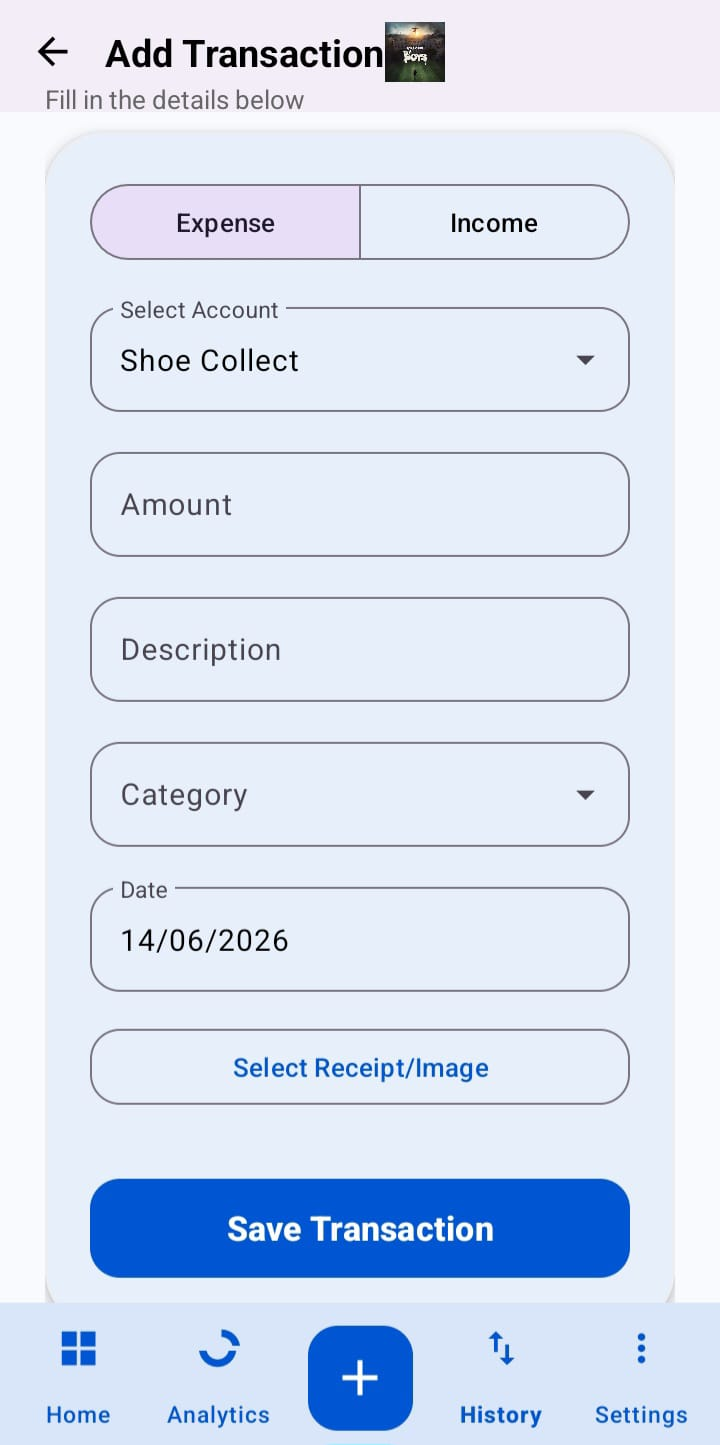 Add Transaction
Fill in the details below
Expense
Income
Select Account
Shoe Collect
Amount
Description
Category
Date
14/06/2026
Select Receipt/Image
Save Transaction
Home
Analytics
History
Settings